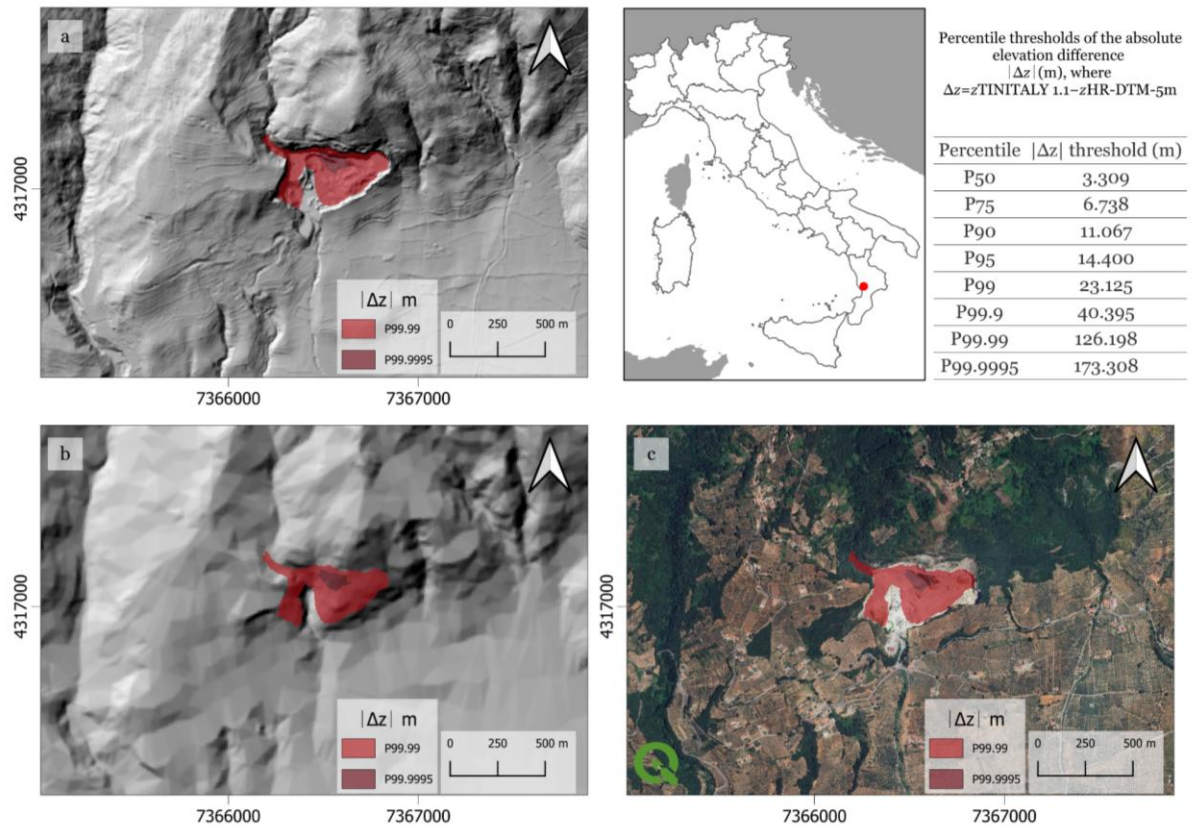 a
|Δz| m
P99.99
P99.9995
0 250 500 m
4317000
7366000 7367000
Percentile thresholds of the absolute
elevation difference
|Δz|(m), where
Δz=zTINITALY 1.1−zHR-DTM-5m
Percentile |Δz| threshold (m)
P50 3.309
P75 6.738
P90 11.067
P95 14.400
P99 23.125
P99.9 40.395
P99.99 126.198
P99.9995 173.308
b
|Δz| m
P99.99
P99.9995
0 250 500 m
4317000
7366000 7367000
c
|Δz| m
P99.99
P99.9995
0 250 500 m
4317000
7366000 7367000